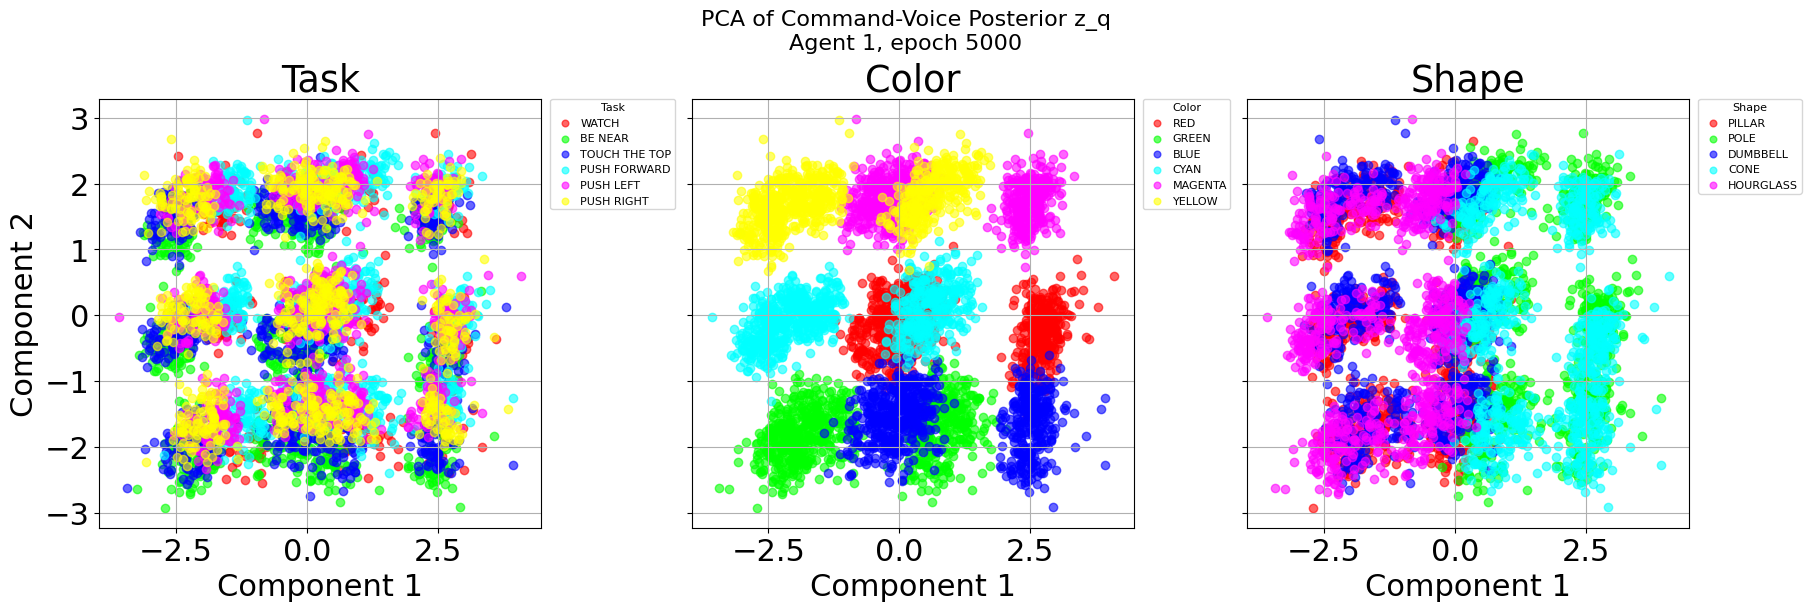 PCA of Command-Voice Posterior z_q
Agent 1, epoch 5000
Task
Component 2
3
2
1
0
−1
−2
−3
−2.5 0.0 2.5
Component 1
Task
WATCH
BE NEAR
TOUCH THE TOP
PUSH FORWARD
PUSH LEFT
PUSH RIGHT
Color
−2.5 0.0 2.5
Component 1
Color
RED
GREEN
BLUE
CYAN
MAGENTA
YELLOW
Shape
−2.5 0.0 2.5
Component 1
Shape
PILLAR
POLE
DUMBBELL
CONE
HOURGLASS